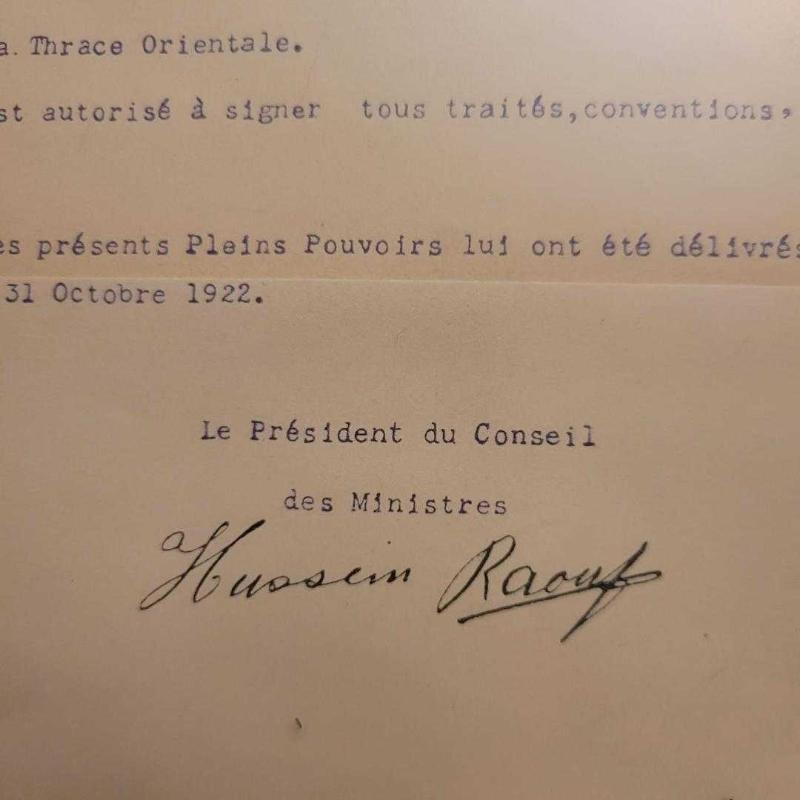 a. Thrace Orientale.
st autorisé à signer tous traités,conventions,
es présents Pleins Pouvoirs lui ont été délivrés
31 Octobre 1922.
Le Président du Conseil
des Ministres
Hussein Raouf